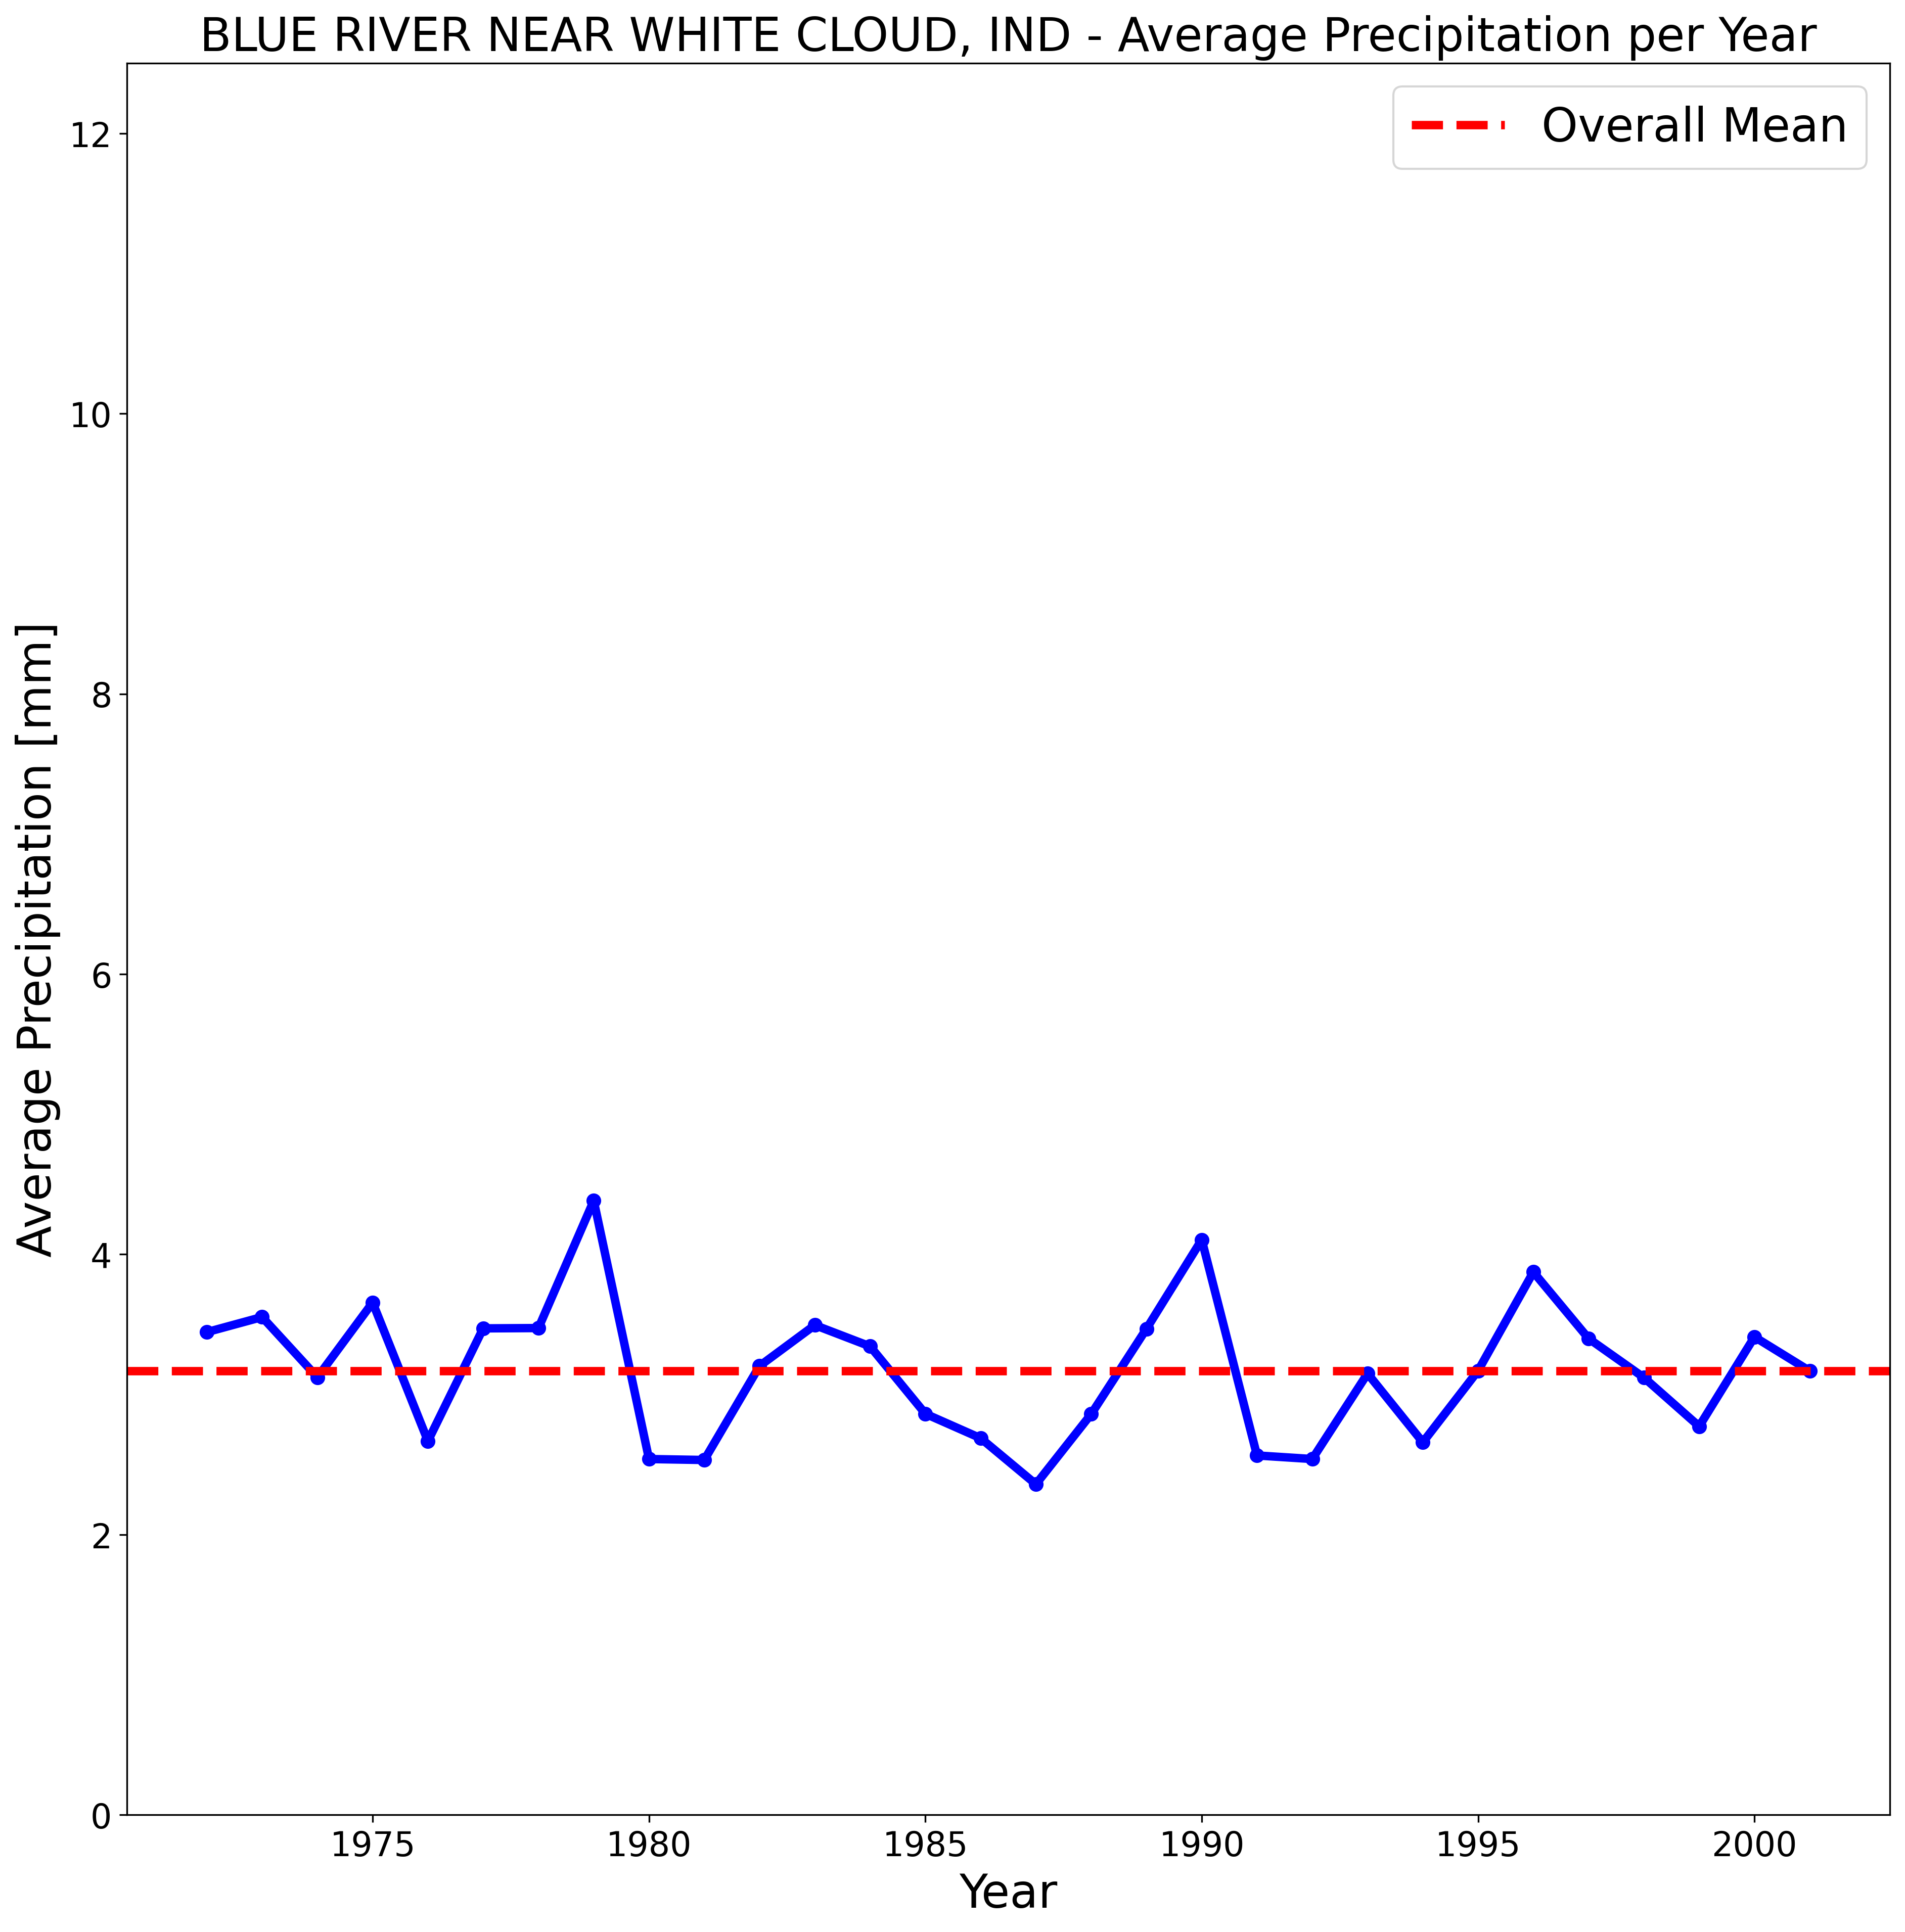 BLUE RIVER NEAR WHITE CLOUD, IND - Average Precipitation per Year
Overall Mean
12
10
8
6
4
2
0
Average Precipitation [mm]
1975 1980 1985 1990 1995 2000
Year